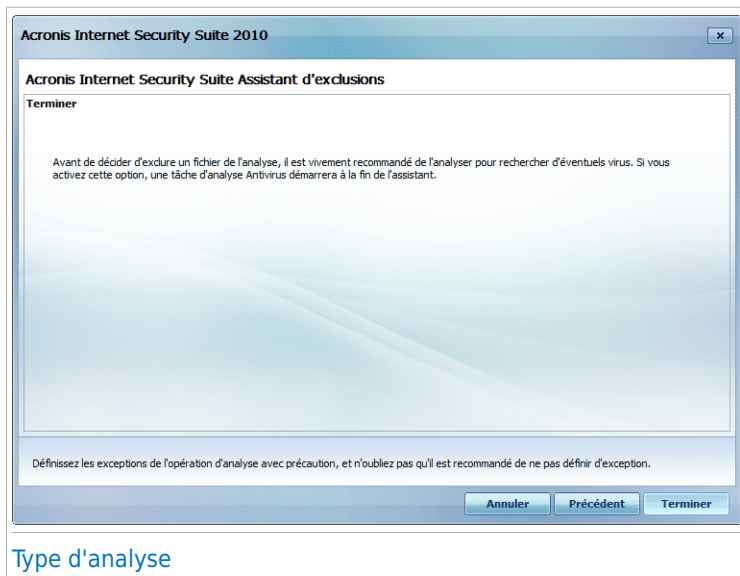 Acronis Internet Security Suite 2010
Acronis Internet Security Suite Assistant d'exclusions
Terminer
Avant de décider d'exclure un fichier de l'analyse, il est vivement recommandé de l'analyser pour rechercher d'éventuels virus. Si vous
activez cette option, une tâche d'analyse Antivirus démarrera à la fin de l'assistant.
Définissez les exceptions de l'opération d'analyse avec précaution, et n'oubliez pas qu'il est recommandé de ne pas définir d'exception.
Annuler Précédent Terminer
Type d'analyse